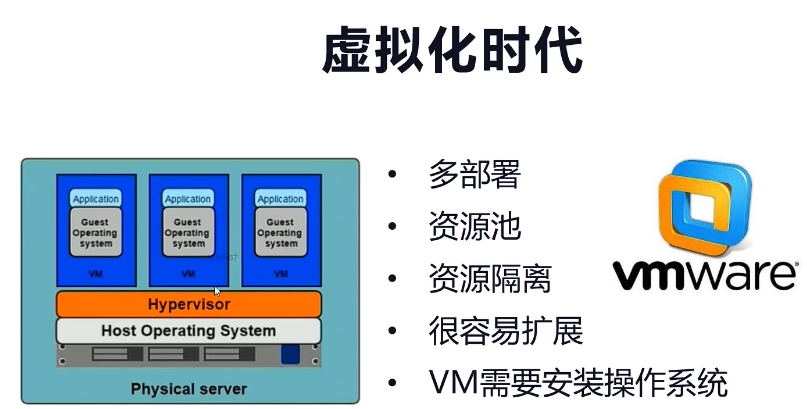 虚拟化时代
Application
Application
Application
Guest
Operating
system
Guest
Operating
system
Guest
Operating
system
VM
VM
VM
Hypervisor
Host Operating System
Physical server
• 多部署
• 资源池
• 资源隔离
• 很容易扩展
• VM需要安装操作系统
vmware